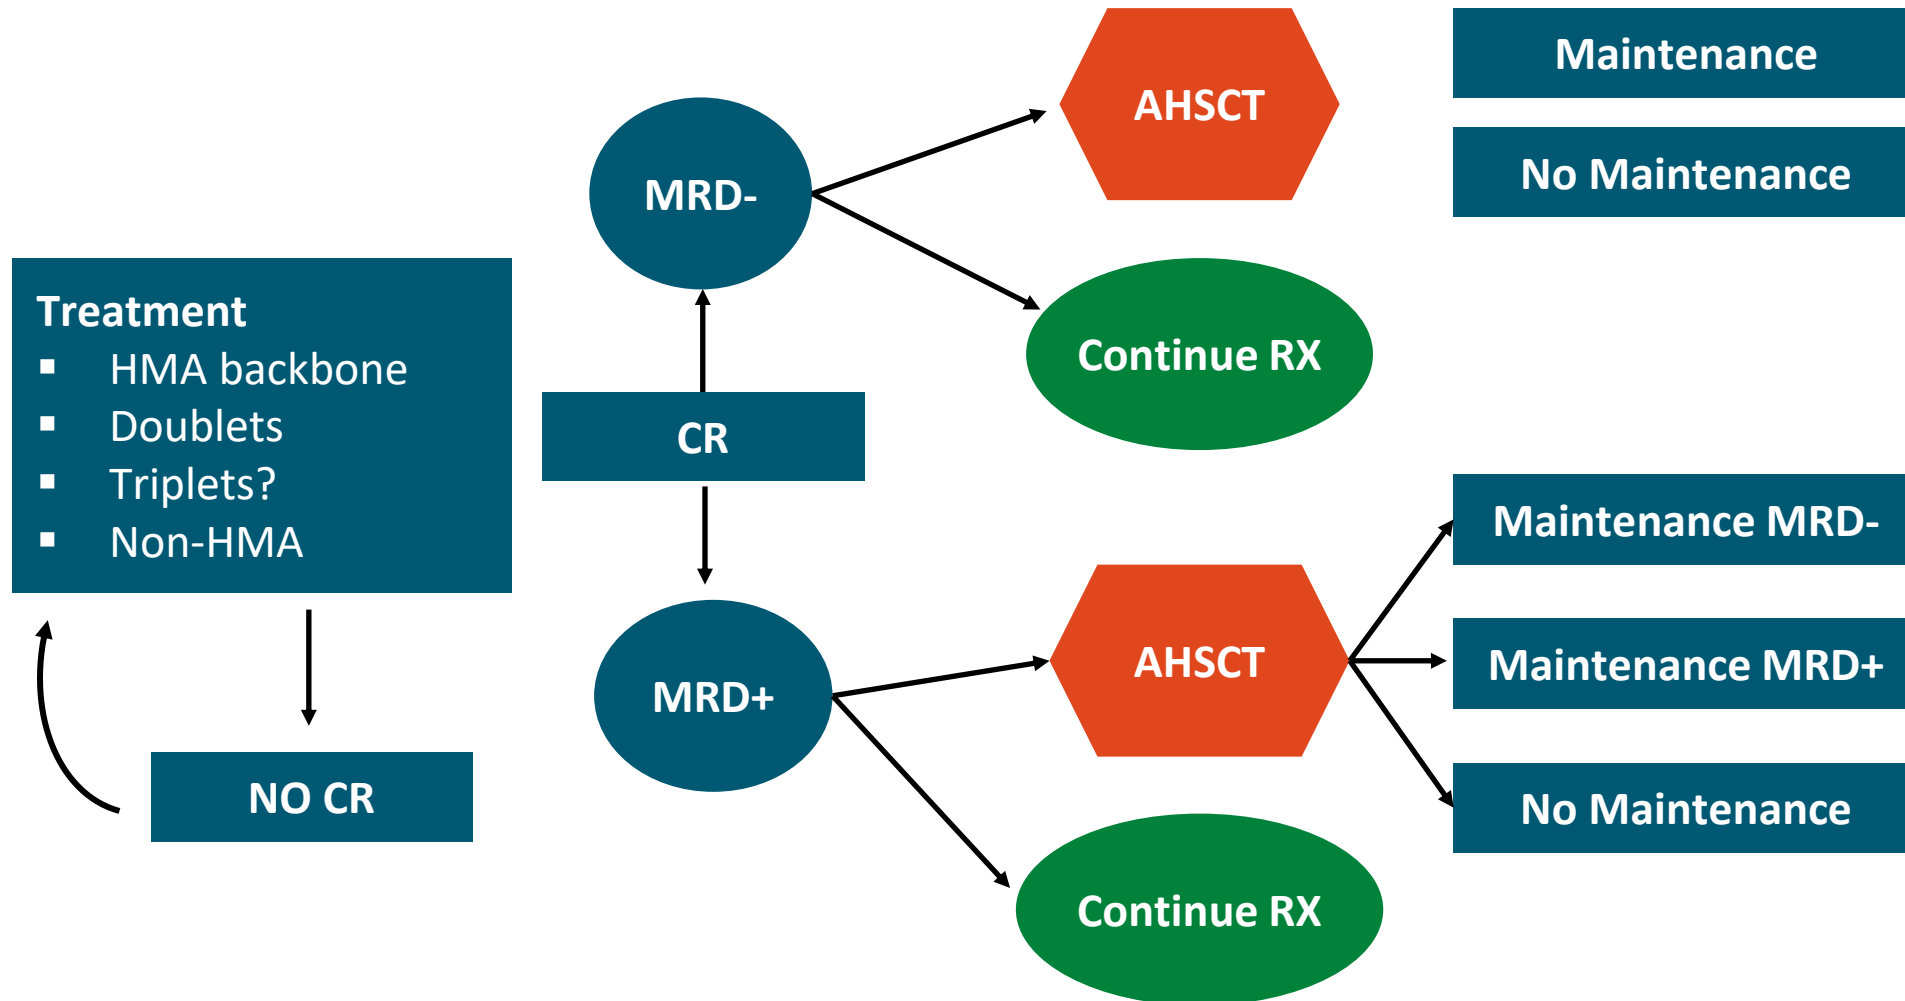 Treatment
▪ HMA backbone
▪ Doublets
▪ Triplets?
▪ Non-HMA
NO CR
CR
MRD-
MRD+
AHSCT
Continue RX
AHSCT
Continue RX
Maintenance
No Maintenance
Maintenance MRD-
Maintenance MRD+
No Maintenance